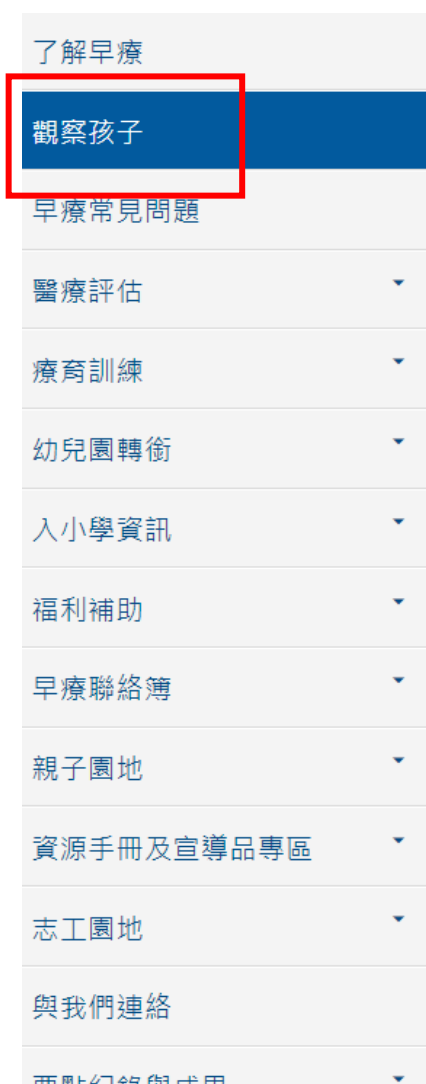 了解早療
觀察孩子
早療常見問題
醫療評估
療育訓練
幼兒園轉銜
入小學資訊
福利補助
早療聯絡簿
親子園地
資源手冊及宣導品專區
志工園地
與我們連絡